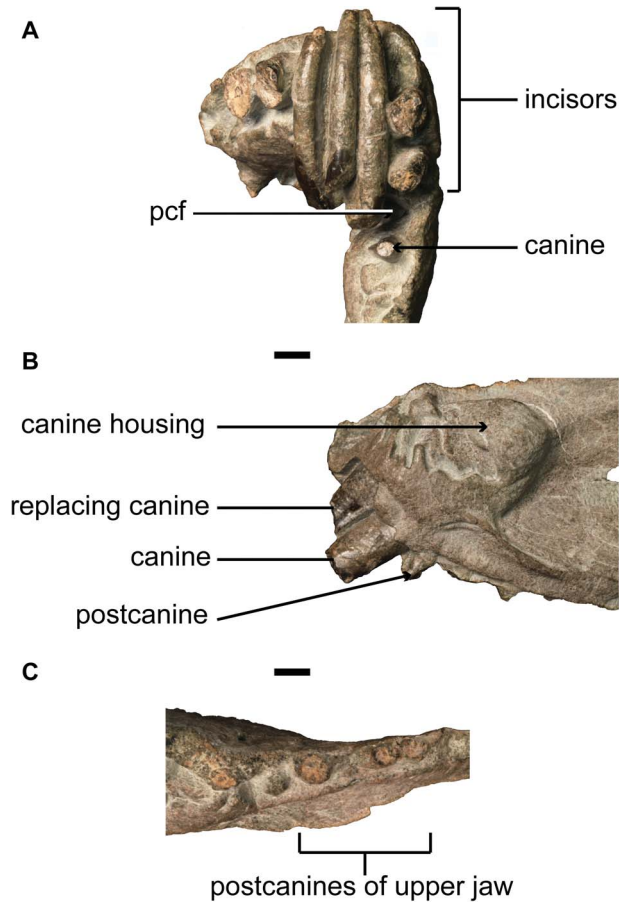 A
incisors
pcf
canine
B
canine housing
replacing canine
canine
postcanine
C
postcanines of upper jaw